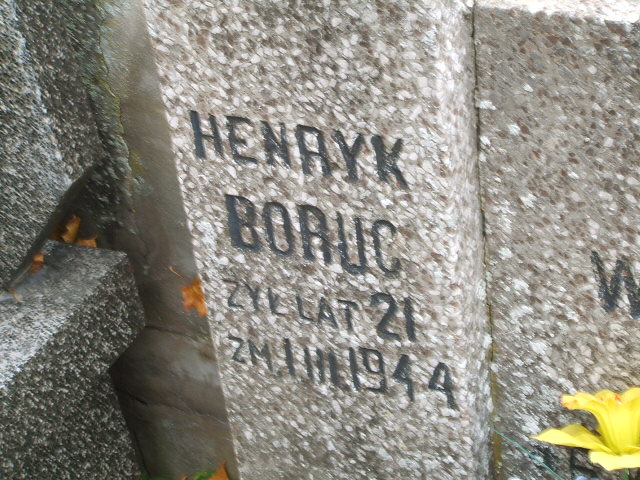 HENRYK
BORUC
ŻYŁ LAT 21
ZM. 1 III. 1944
W